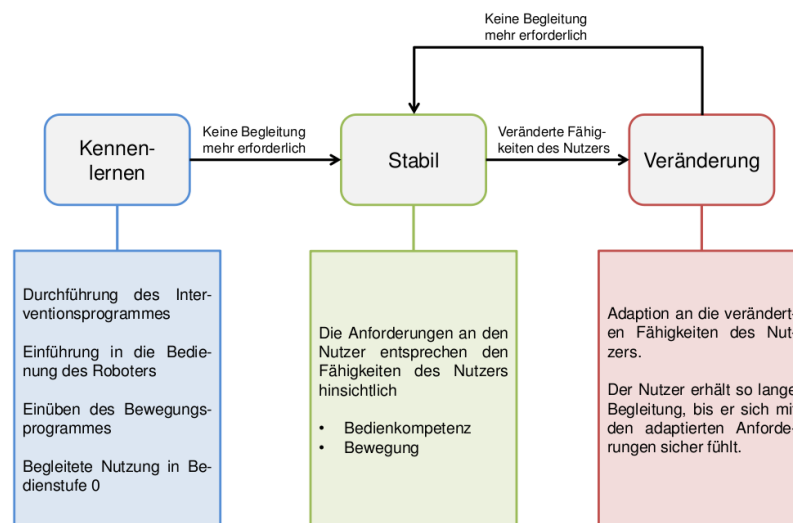 Keine Begleitung
mehr erforderlich
Kennen-
lernen
Keine Begleitung
mehr erforderlich
Stabil
Veränderte Fähig-
keiten des Nutzers
Veränderung
Durchführung des Inter-
ventionsprogrammes
Einführung in die Bedie-
nung des Roboters
Einüben des Bewegungs-
programmes
Begleitete Nutzung in Be-
dienstufe 0
Die Anforderungen an den
Nutzer entsprechen den
Fähigkeiten des Nutzers
hinsichtlich
• Bedienkompetenz
• Bewegung
Adaption an die verändert-
en Fähigkeiten des Nut-
zers.
Der Nutzer erhält so lange
Begleitung, bis er sich mit
den adaptierten Anforde-
rungen sicher fühlt.